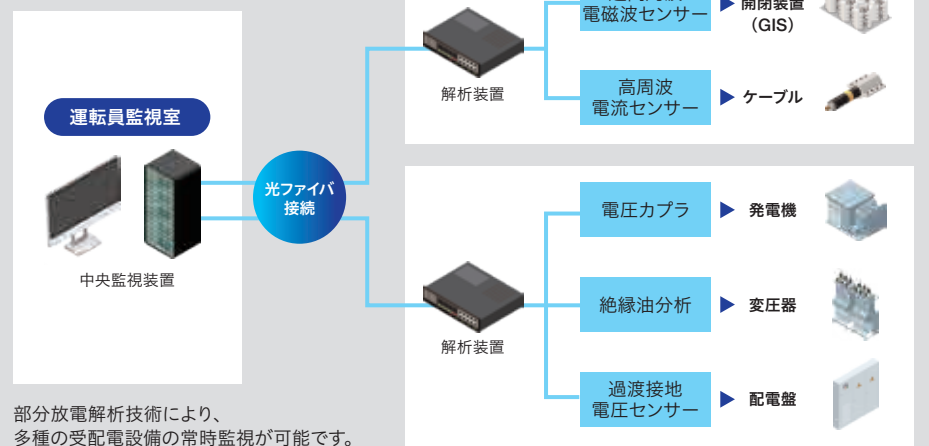 運転員監視室
中央監視装置
光ファイバ
接続
解析装置
電磁波センサー
開閉装置
（GIS）
高周波
電流センサー
ケーブル
解析装置
電圧カプラ
発電機
絶縁油分析
変圧器
過渡接地
電圧センサー
配電盤
部分放電解析技術により、
多種の受配電設備の常時監視が可能です。